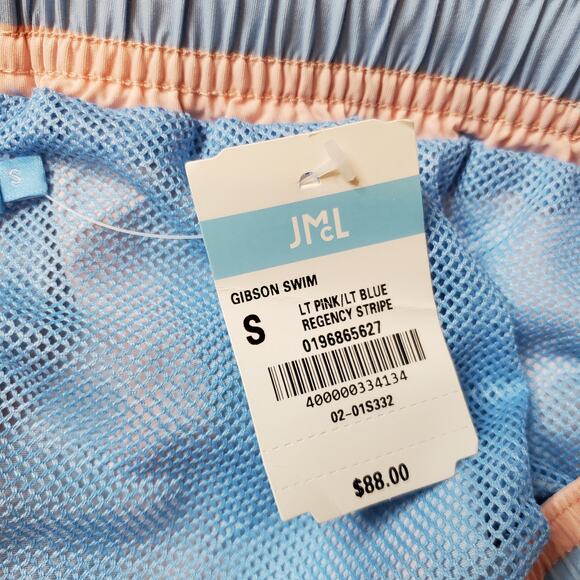 S
JMcL
GIBSON SWIM
S
LT PINK/LT BLUE
REGENCY STRIPE
0196865627
400000334134
02-01S332
$88.00